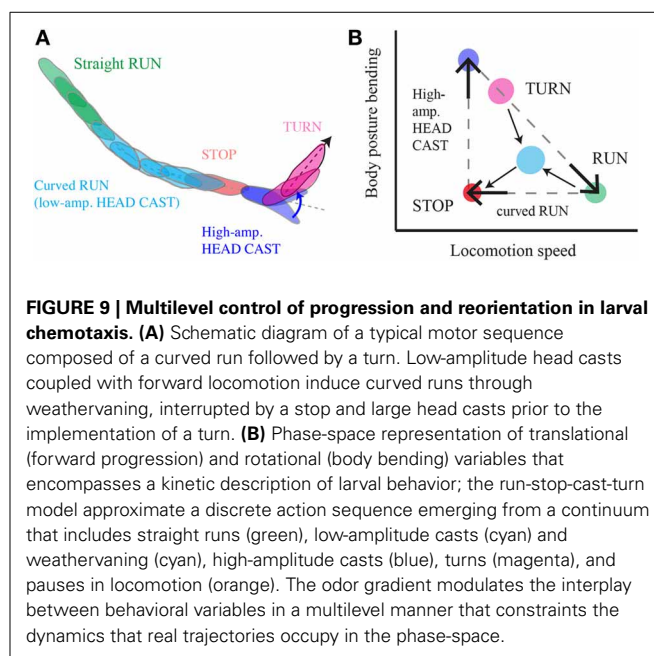 A
Straight RUN
TURN
STOP
Curved RUN
(low-amp. HEAD CAST)
High-amp.
HEAD CAST
B
Body posture bending
TURN
High-
amp.
HEAD
CAST
RUN
STOP
curved RUN
Locomotion speed
FIGURE 9 | Multilevel control of progression and reorientation in larval
chemotaxis. (A) Schematic diagram of a typical motor sequence
composed of a curved run followed by a turn. Low-amplitude head casts
coupled with forward locomotion induce curved runs through
weathervaning, interrupted by a stop and large head casts prior to the
implementation of a turn. (B) Phase-space representation of translational
(forward progression) and rotational (body bending) variables that
encompasses a kinetic description of larval behavior; the run-stop-cast-turn
model approximate a discrete action sequence emerging from a continuum
that includes straight runs (green), low-amplitude casts (cyan) and
weathervaning (cyan), high-amplitude casts (blue), turns (magenta), and
pauses in locomotion (orange). The odor gradient modulates the interplay
between behavioral variables in a multilevel manner that constraints the
dynamics that real trajectories occupy in the phase-space.